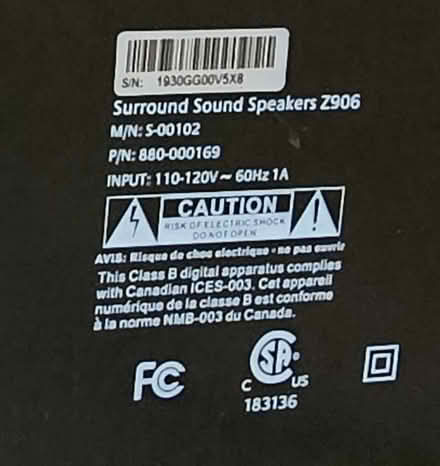 S/N: 1930GG00V5X8
Surround Sound Speakers Z906
M/N: S-00102
P/N: 880-000169
INPUT: 110-120V~ 60Hz 1A
CAUTION
RISK OF ELECTRIC SHOCK
DO NOT OPEN
AVIS: Risque de choc electrique - ne pas ouvrir
This Class B digital apparatus complies
with Canadian ICES-003. Cet appareil
numérique de la classe B est conforme
à la norme NMB-003 du Canada.
FC
C SA® US
183136